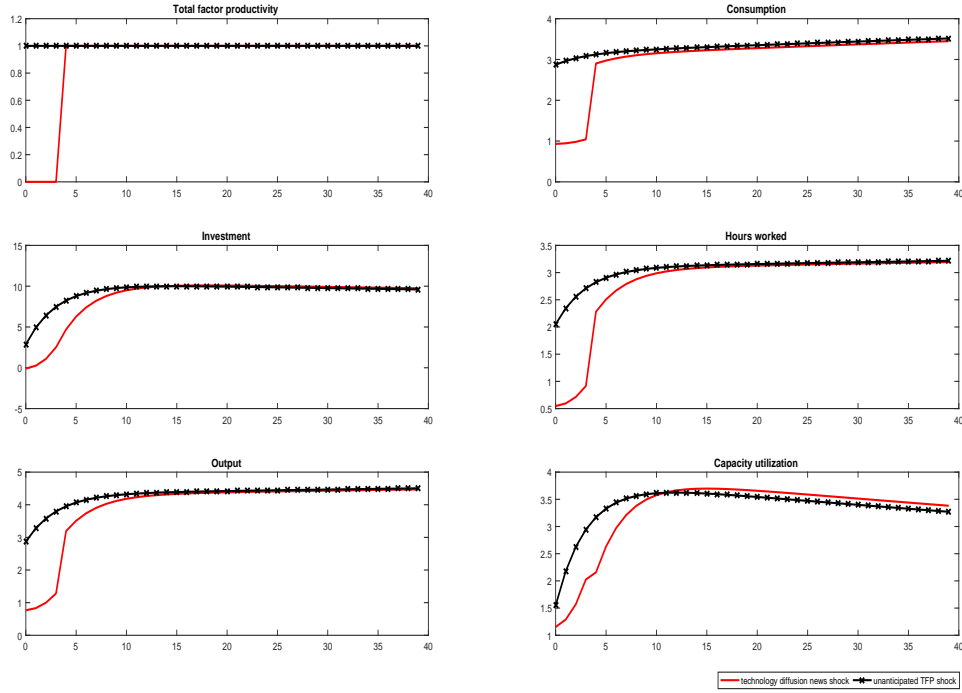 Total factor productivity
1.2
1
0.8
0.6
0.4
0.2
0
0 5 10 15 20 25 30 35 40
Consumption
4
3
2
1
0
0 5 10 15 20 25 30 35 40
Investment
15
10
5
0
-5
0 5 10 15 20 25 30 35 40
Hours worked
3.5
3
2.5
2
1.5
1
0.5
0 5 10 15 20 25 30 35 40
Output
5
4
3
2
1
0
0 5 10 15 20 25 30 35 40
Capacity utilization
4
3.5
3
2.5
2
1.5
1
0 5 10 15 20 25 30 35 40
technology diffusion news shock unanticipated TFP shock